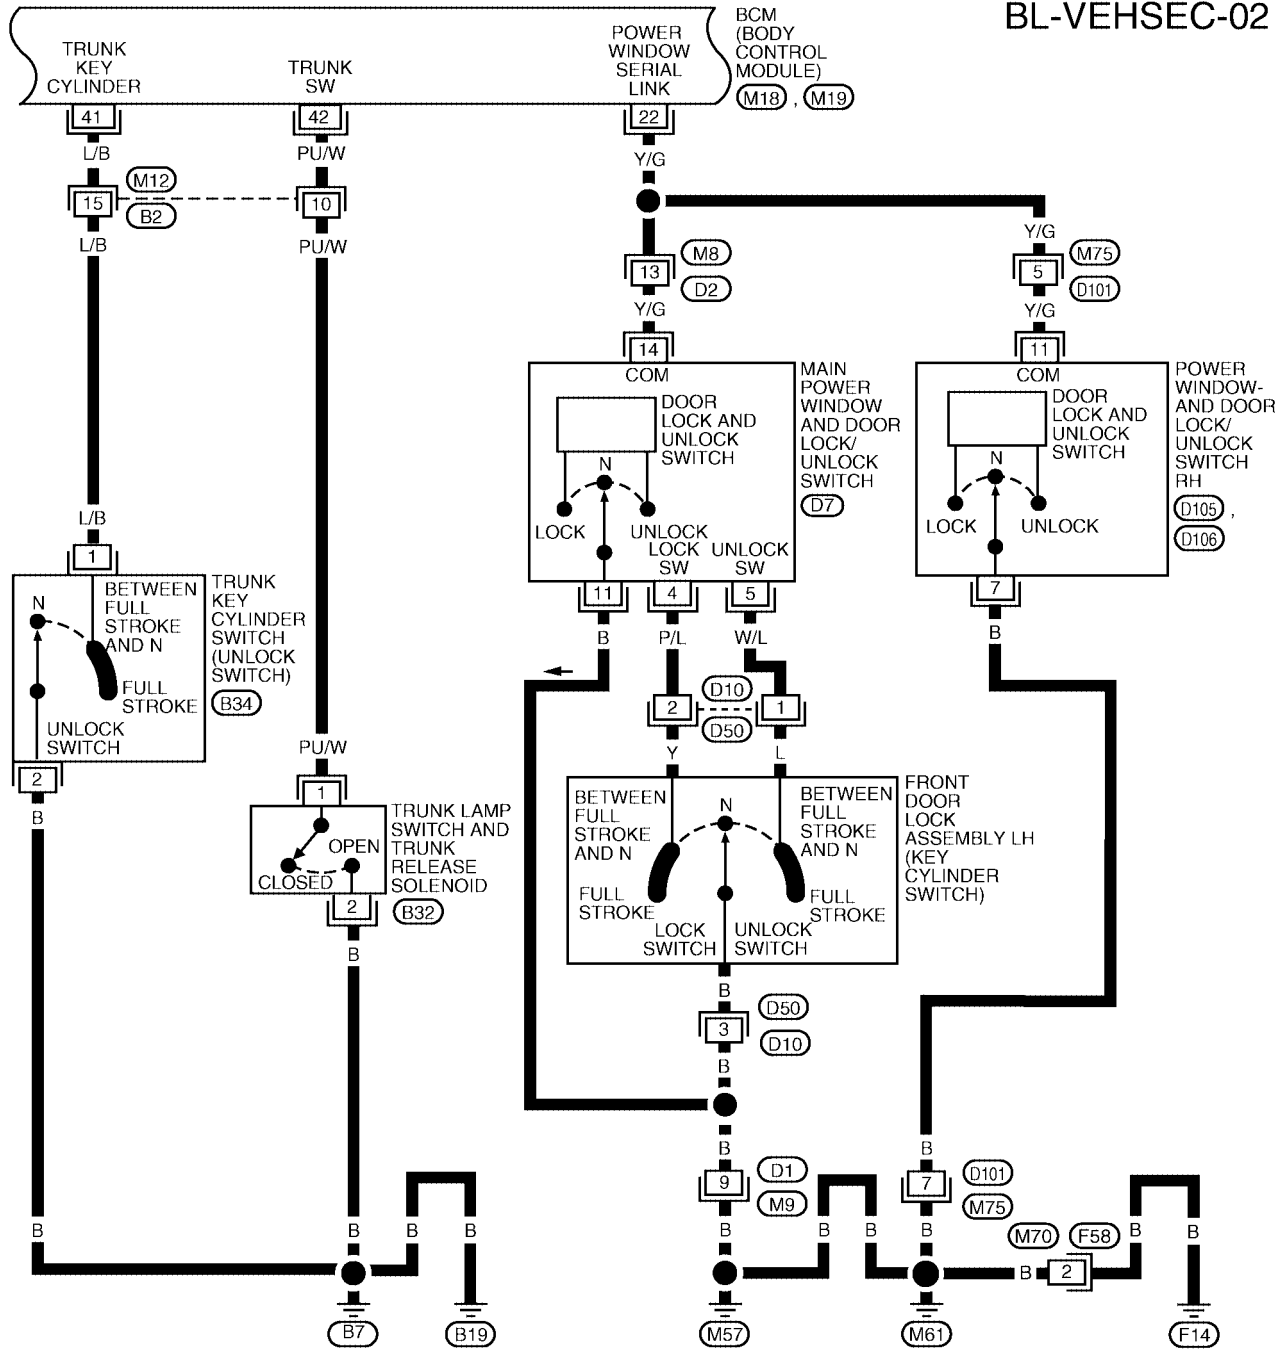 BL-VEHSEC-02
BCM
(BODY
CONTROL
MODULE)
M18 , M19
TRUNK
KEY
CYLINDER
TRUNK
SW
POWER
WINDOW
SERIAL
LINK
41
42
22
L/B
PU/W
Y/G
M12
15
10
B2
L/B
PU/W
Y/G
M8
13
D2
M75
5
D101
Y/G
Y/G
14
11
COM
DOOR
LOCK AND
UNLOCK
SWITCH
N
LOCK
UNLOCK
LOCK
SW
UNLOCK
SW
MAIN
POWER
WINDOW
AND DOOR
LOCK/
UNLOCK
SWITCH
D7
COM
DOOR
LOCK AND
UNLOCK
SWITCH
N
LOCK
UNLOCK
POWER
WINDOW-
AND DOOR
LOCK/
UNLOCK
SWITCH
RH
D105 ,
D106
11
4
5
7
B
P/L
W/L
B
L/B
1
N
BETWEEN
FULL
STROKE
AND N
FULL
STROKE
UNLOCK
SWITCH
TRUNK
KEY
CYLINDER
SWITCH
(UNLOCK
SWITCH)
B34
2
B
D10
2
1
D50
Y
L
PU/W
1
OPEN
CLOSED
TRUNK LAMP
SWITCH AND
TRUNK
RELEASE
SOLENOID
B32
2
B
BETWEEN
FULL
STROKE
AND N
N
BETWEEN
FULL
STROKE
AND N
FULL
STROKE
FULL
STROKE
LOCK
SWITCH
UNLOCK
SWITCH
FRONT
DOOR
LOCK
ASSEMBLY LH
(KEY
CYLINDER
SWITCH)
B
D50
3
D10
B
B
D1
9
M9
B
D101
7
M75
B
B
B
B
B
B
B
B
M70
F58
B
B
B
2
B7
B19
M57
M61
F14